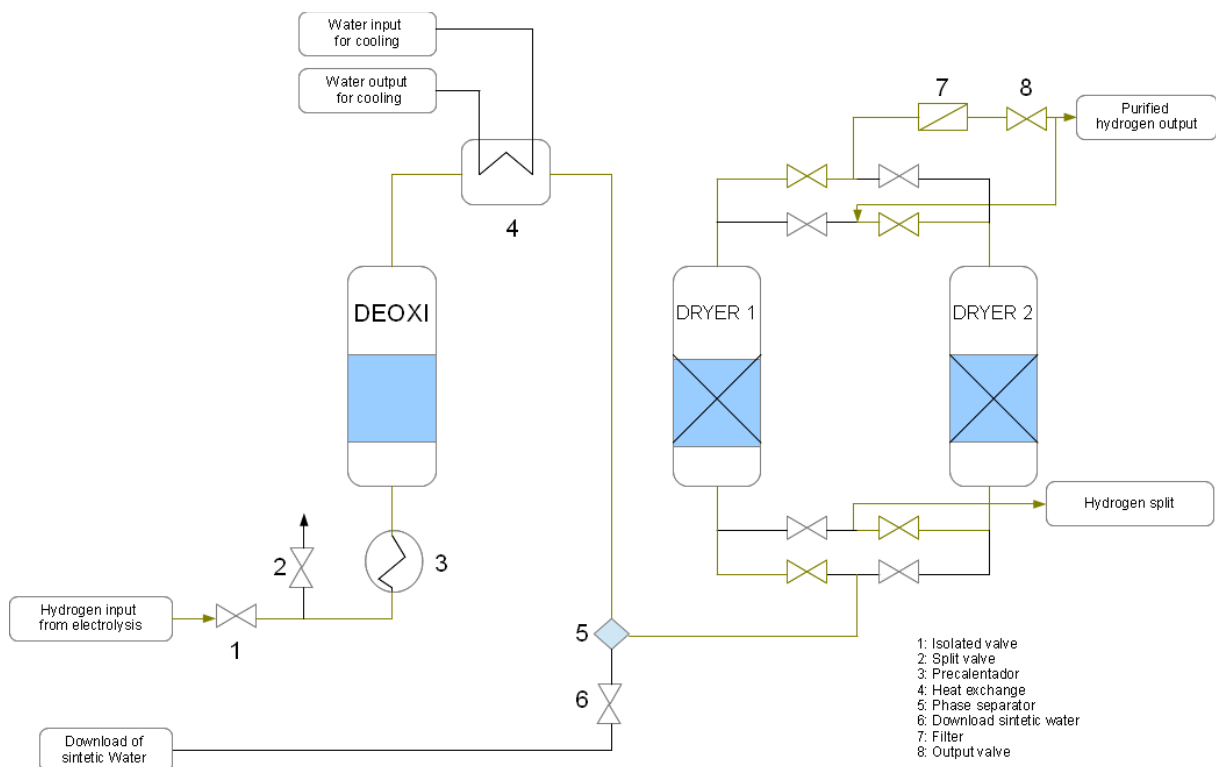 Water input
for cooling
Water output
for cooling
4
7
8
Purified
hydrogen output
DEOXI
DRYER 1
DRYER 2
Hydrogen split
2
3
Hydrogen input
from electrolysis
1
5
6
Download of
sintetic Water
1: Isolated valve
2: Split valve
3: Precalentador
4: Heat exchange
5: Phase separator
6: Download sintetic water
7: Filter
8: Output valve